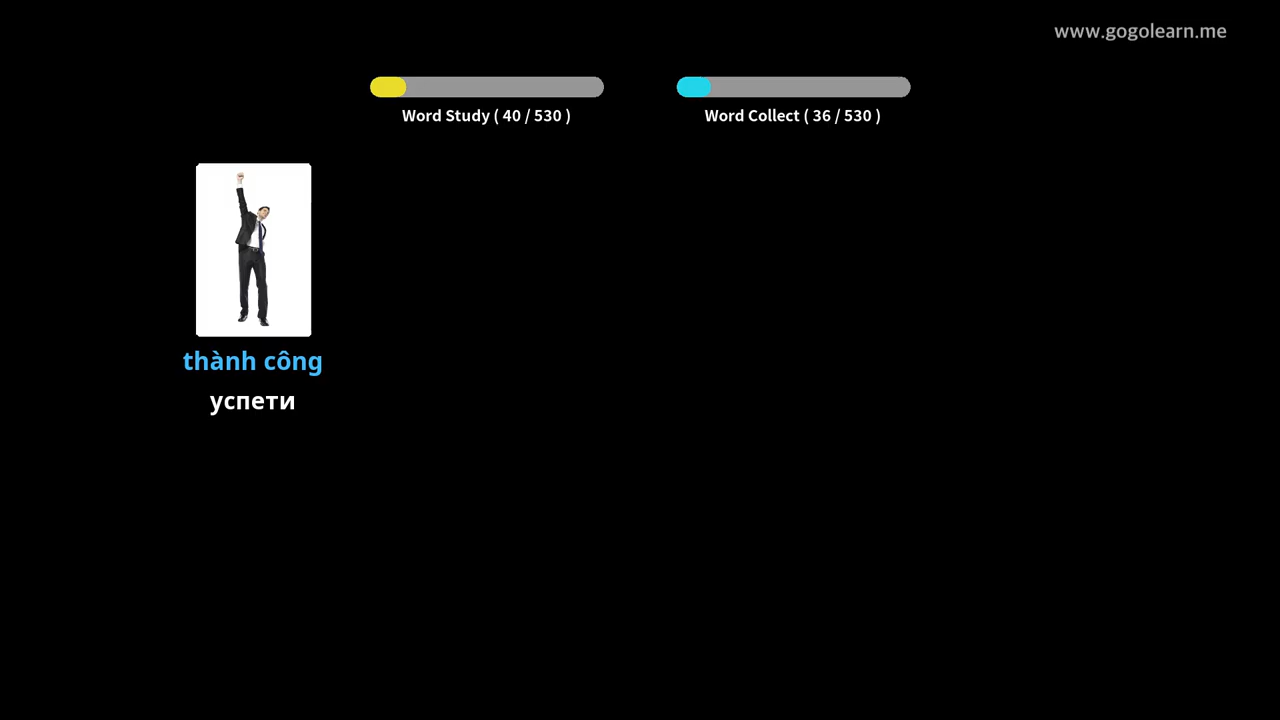 www.gogolearn.me
Word Study ( 40 / 530 )
Word Collect ( 36 / 530 )
thành công
успети